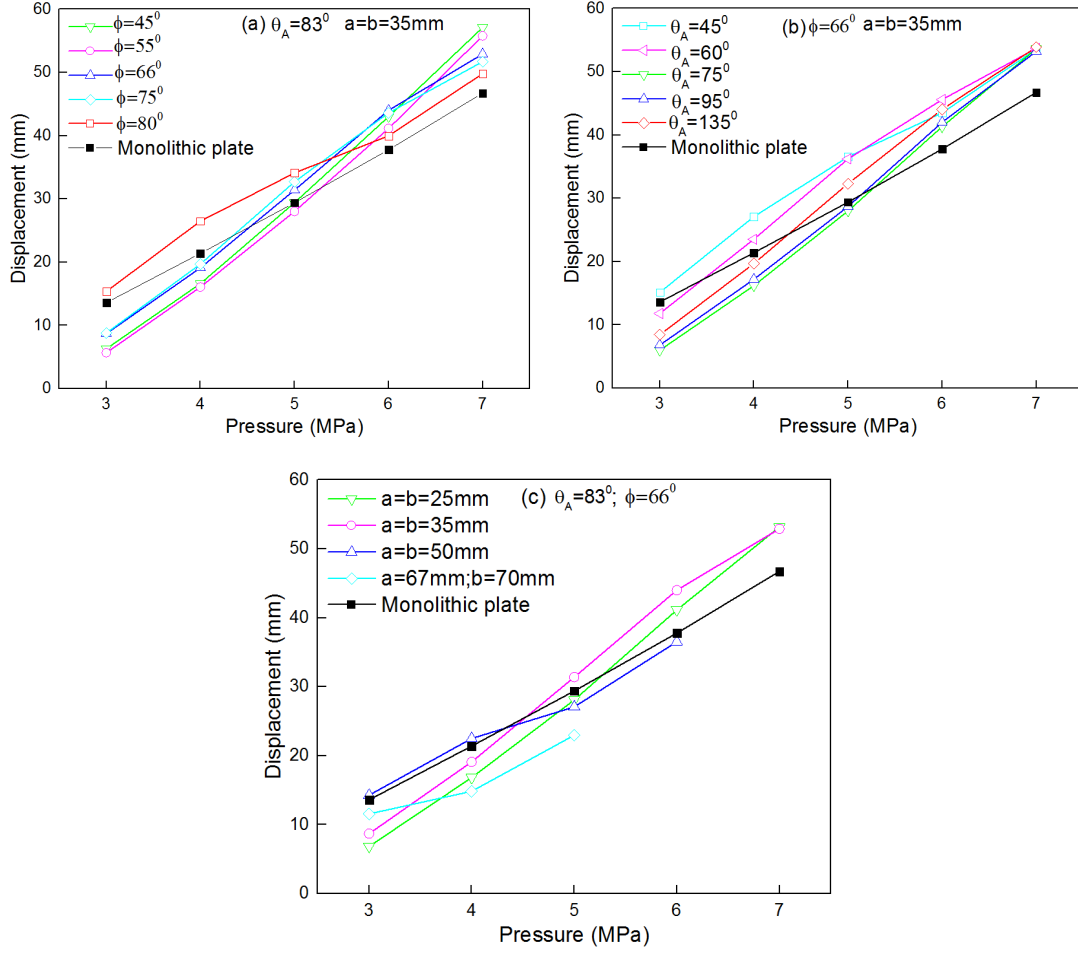 (a) θA=83⁰ a=b=35mm
ϕ=45⁰
ϕ=55⁰
ϕ=66⁰
ϕ=75⁰
ϕ=80⁰
Monolithic plate
Displacement (mm)
60
50
40
30
20
10
0
3 4 5 6 7
Pressure (MPa)
(b) ϕ=66⁰ a=b=35mm
θA=45⁰
θA=60⁰
θA=75⁰
θA=95⁰
θA=135⁰
Monolithic plate
Displacement (mm)
60
50
40
30
20
10
0
3 4 5 6 7
Pressure (MPa)
(c) θA=83⁰; ϕ=66⁰
a=b=25mm
a=b=35mm
a=b=50mm
a=67mm;b=70mm
Monolithic plate
Displacement (mm)
60
50
40
30
20
10
0
3 4 5 6 7
Pressure (MPa)